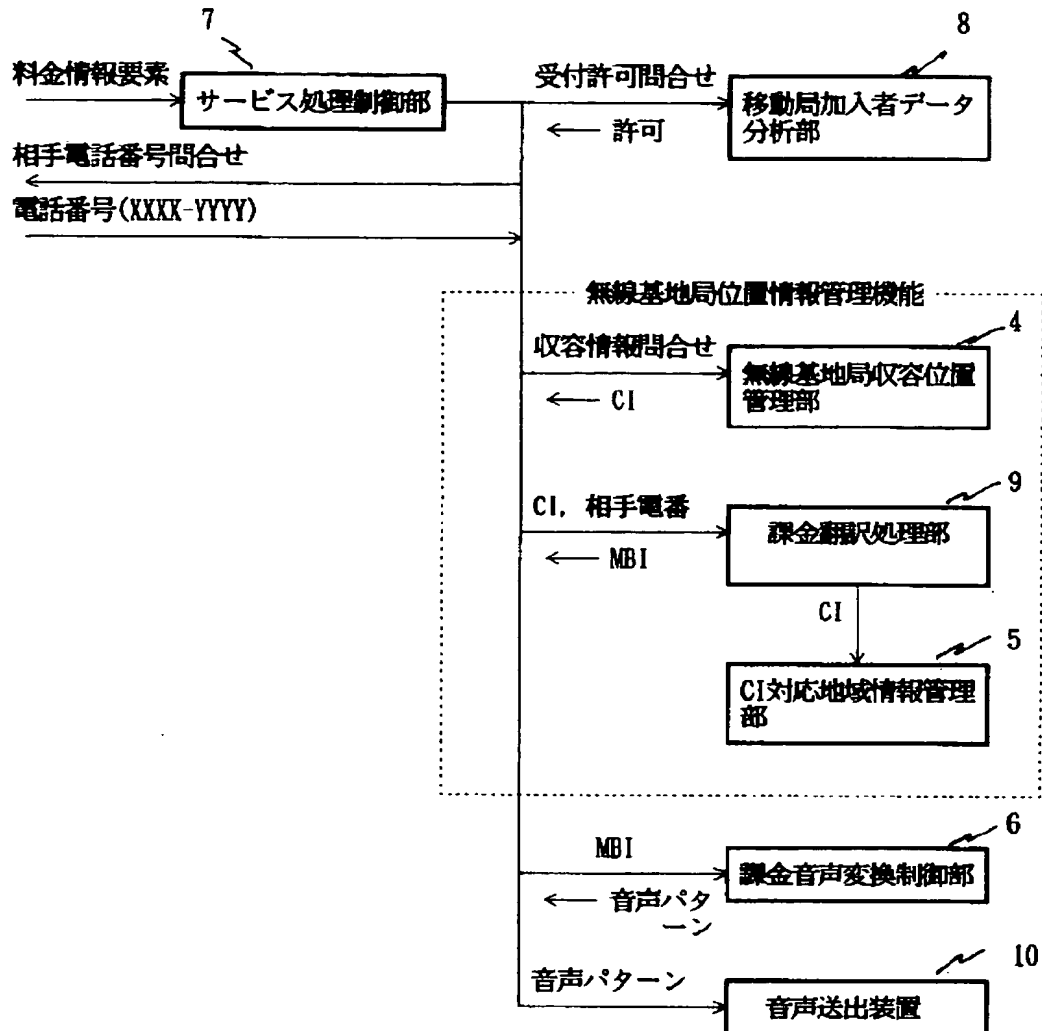 7
8
料金情報要素
サービス処理制御部
受付許可問合せ
許可
移動局加入者データ
分析部
相手電話番号問合せ
電話番号(XXXX-YYYY)
無線基地局位置情報管理機能
4
収容情報問合せ
CI
無線基地局収容位置
管理部
9
CI, 相手電番
MBI
課金翻訳処理部
CI
5
CI対応地域情報管理
部
6
MBI
音声パタ
ーン
課金音声変換制御部
10
音声パターン
音声送出装置